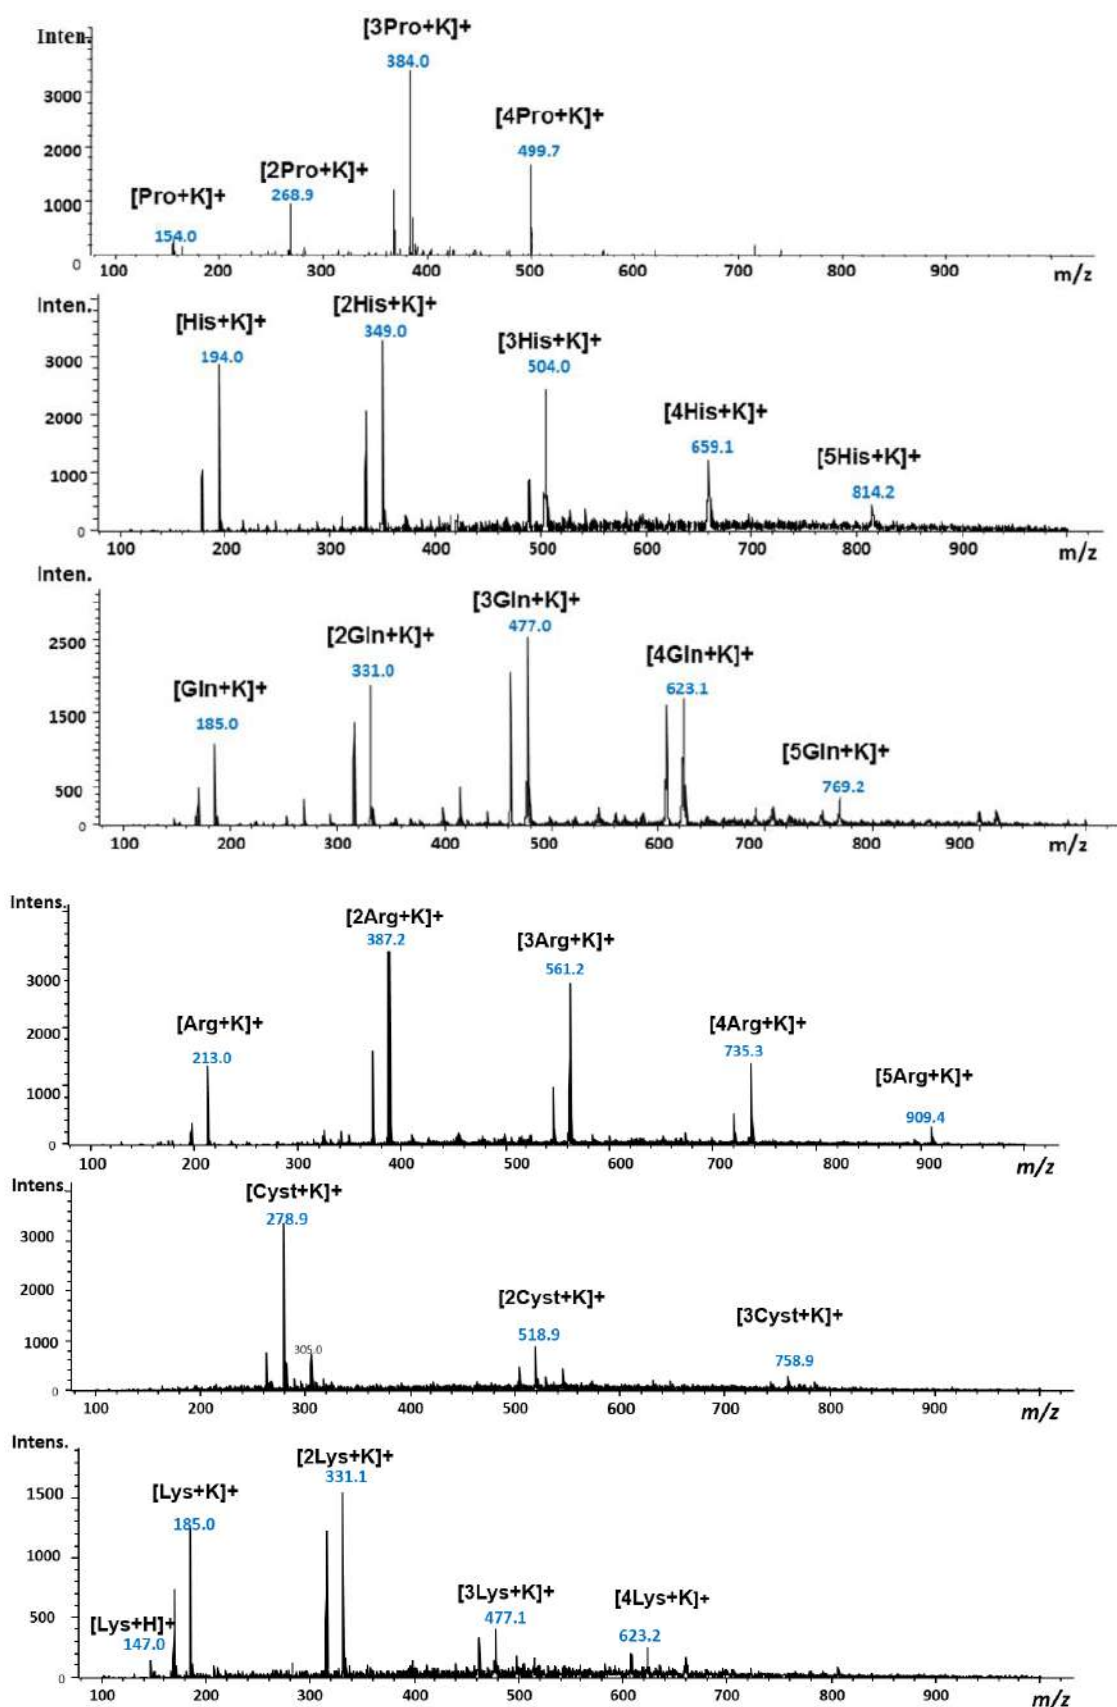 Inten.
[3Pro+K]+
384.0
3000
[4Pro+K]+
499.7
2000
[2Pro+K]+
268.9
[Pro+K]+
1000
154.0
0
100 200 300 400 500 600 700 800 900
m/z
Inten.
[2His+K]+
349.0
[His+K]+
194.0
[3His+K]+
504.0
3000
2000
[4His+K]+
659.1
[5His+K]+
814.2
1000
0
100 200 300 400 500 600 700 800 900
m/z
Inten.
[3Gln+K]+
477.0
2500
[2Gln+K]+
331.0
[4Gln+K]+
623.1
[Gln+K]+
185.0
1500
[5Gln+K]+
769.2
500
0
100 200 300 400 500 600 700 800 900
m/z
Intens.
[2Arg+K]+
387.2
[3Arg+K]+
561.2
3000
[Arg+K]+
213.0
[4Arg+K]+
735.3
2000
[5Arg+K]+
909.4
1000
0
100 200 300 400 500 600 700 800 900
m/z
Intens.
[Cyst+K]+
278.9
3000
2000
[2Cyst+K]+
518.9
[3Cyst+K]+
758.9
1000
305.0
0
100 200 300 400 500 600 700 800 900
m/z
Intens.
[2Lys+K]+
331.1
1500
[Lys+K]+
185.0
1000
[3Lys+K]+
477.1
[4Lys+K]+
623.2
500
[Lys+H]+
147.0
0
100 200 300 400 500 600 700 800 900
m/z